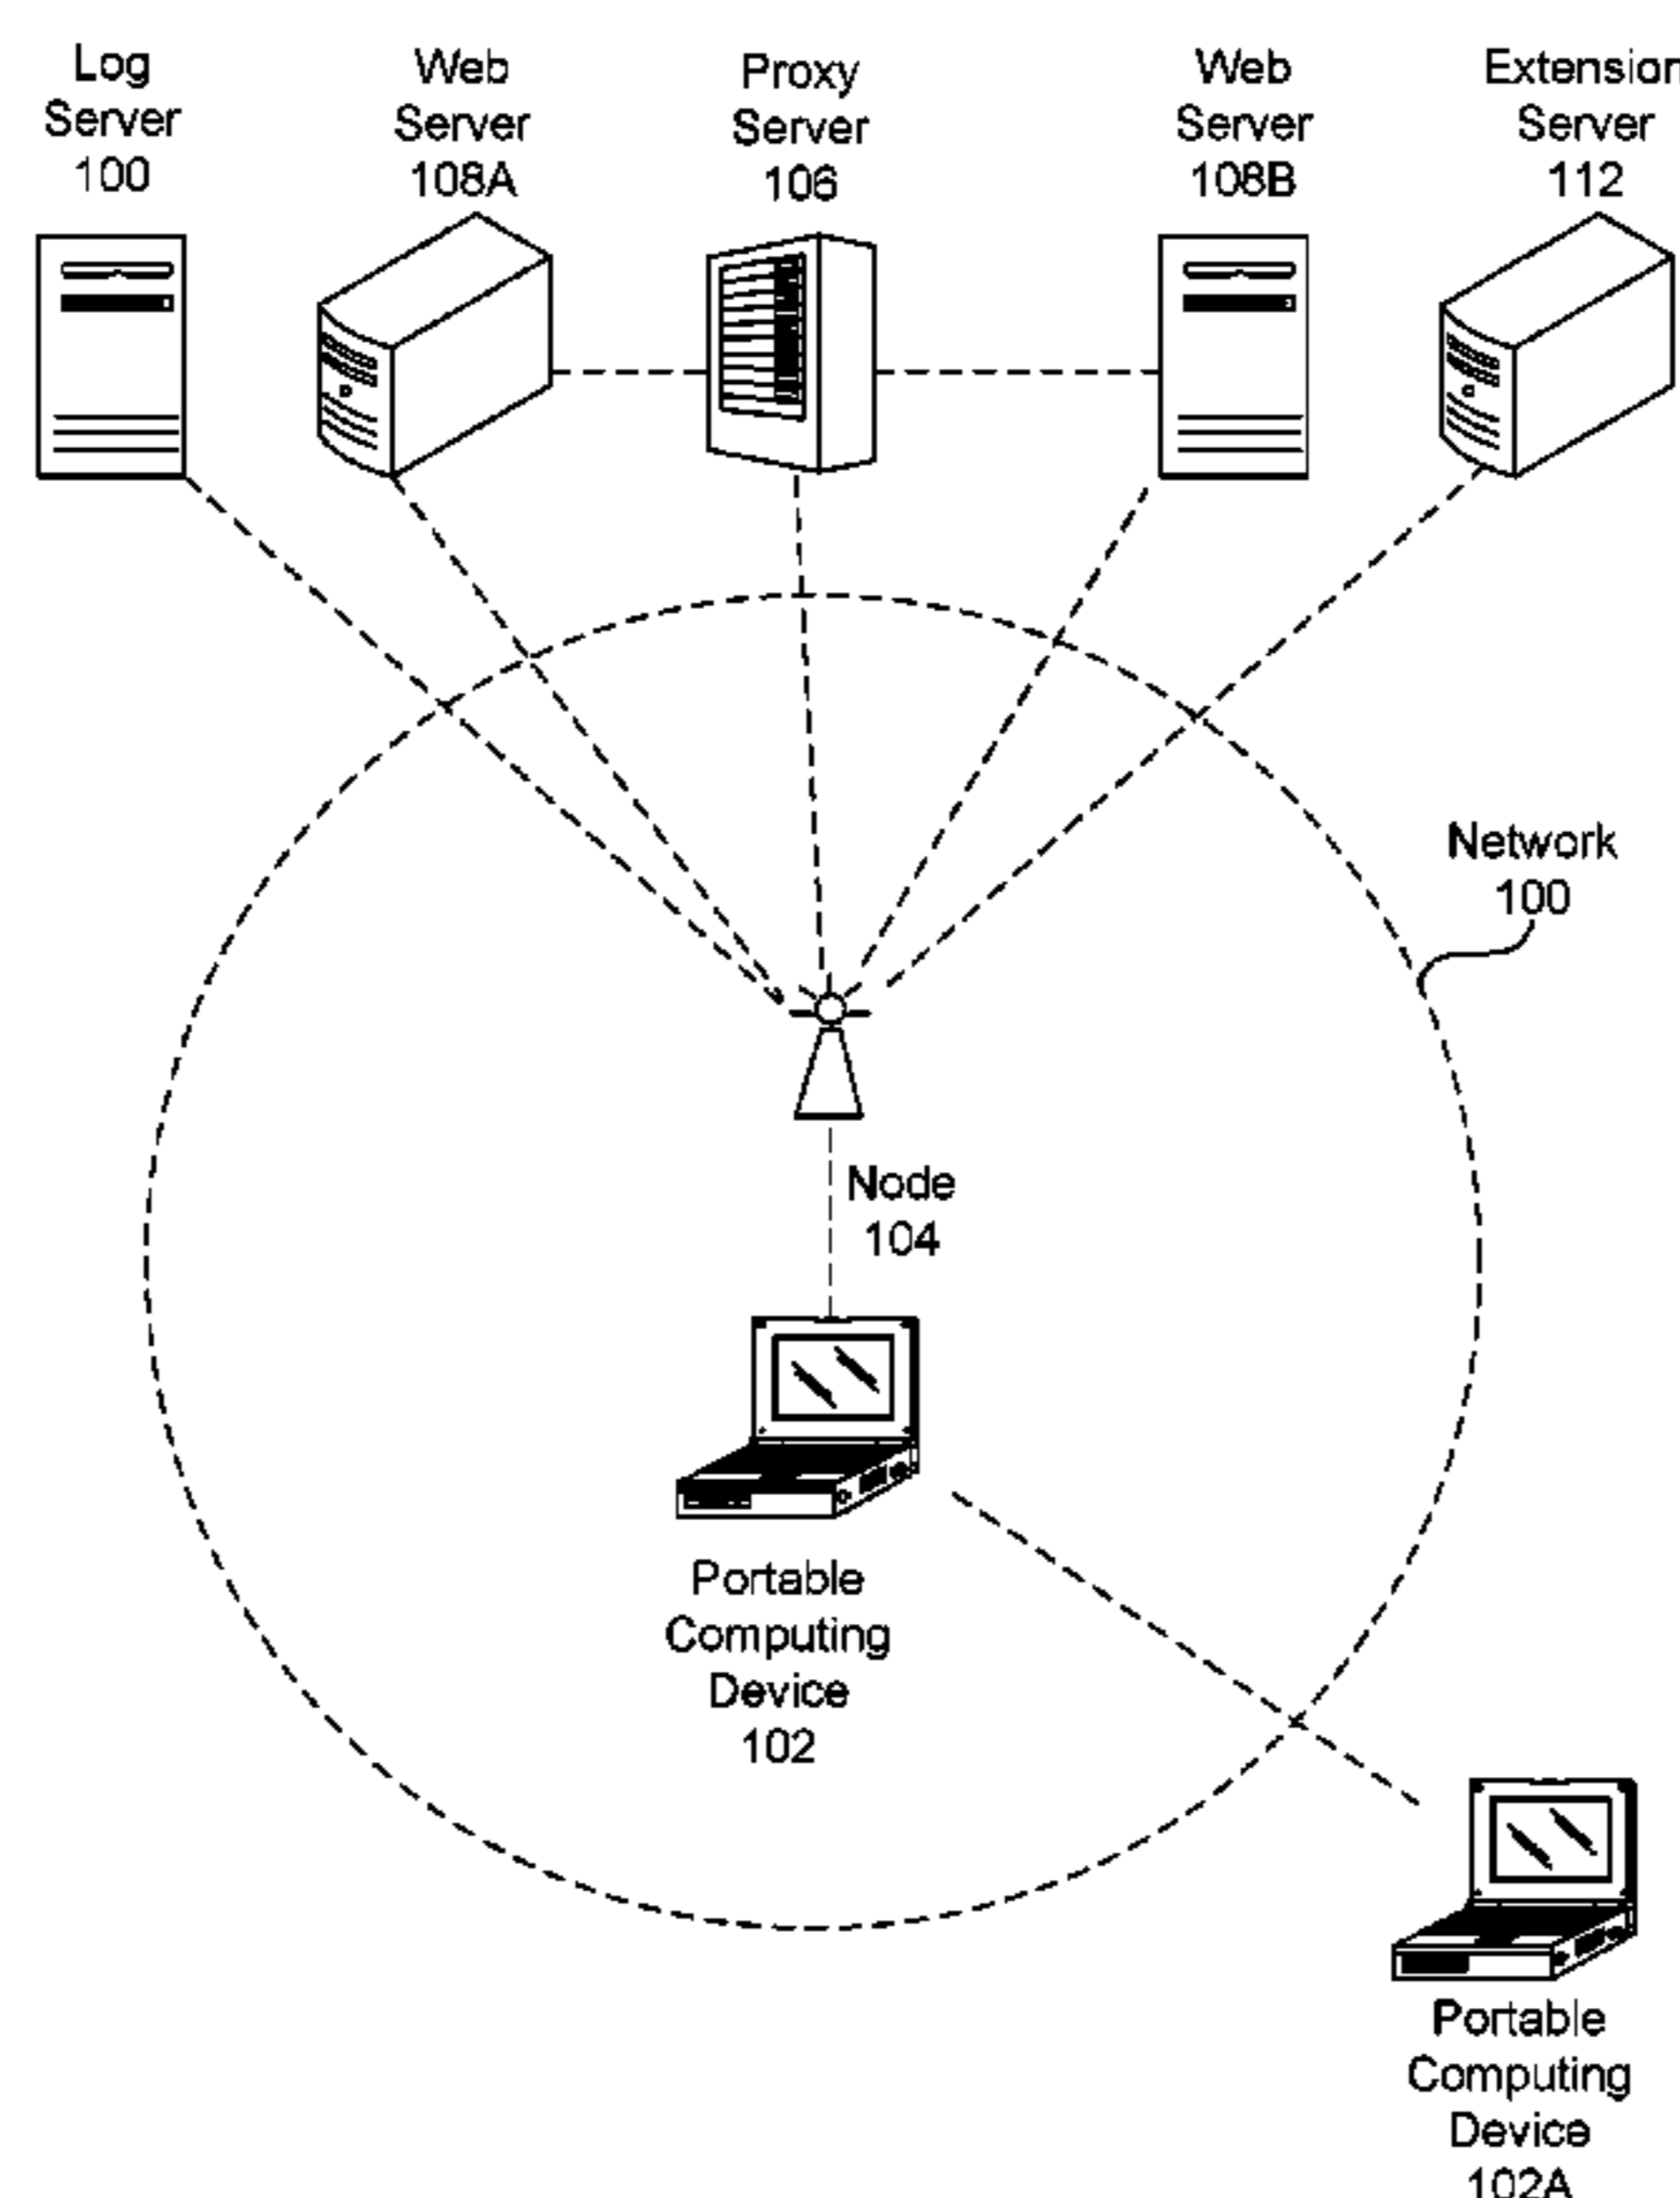 Log
Server
100
Web
Server
108A
Proxy
Server
106
Web
Server
108B
Extension
Server
112
Network
100
Node
104
Portable
Computing
Device
102
Portable
Computing
Device
102A